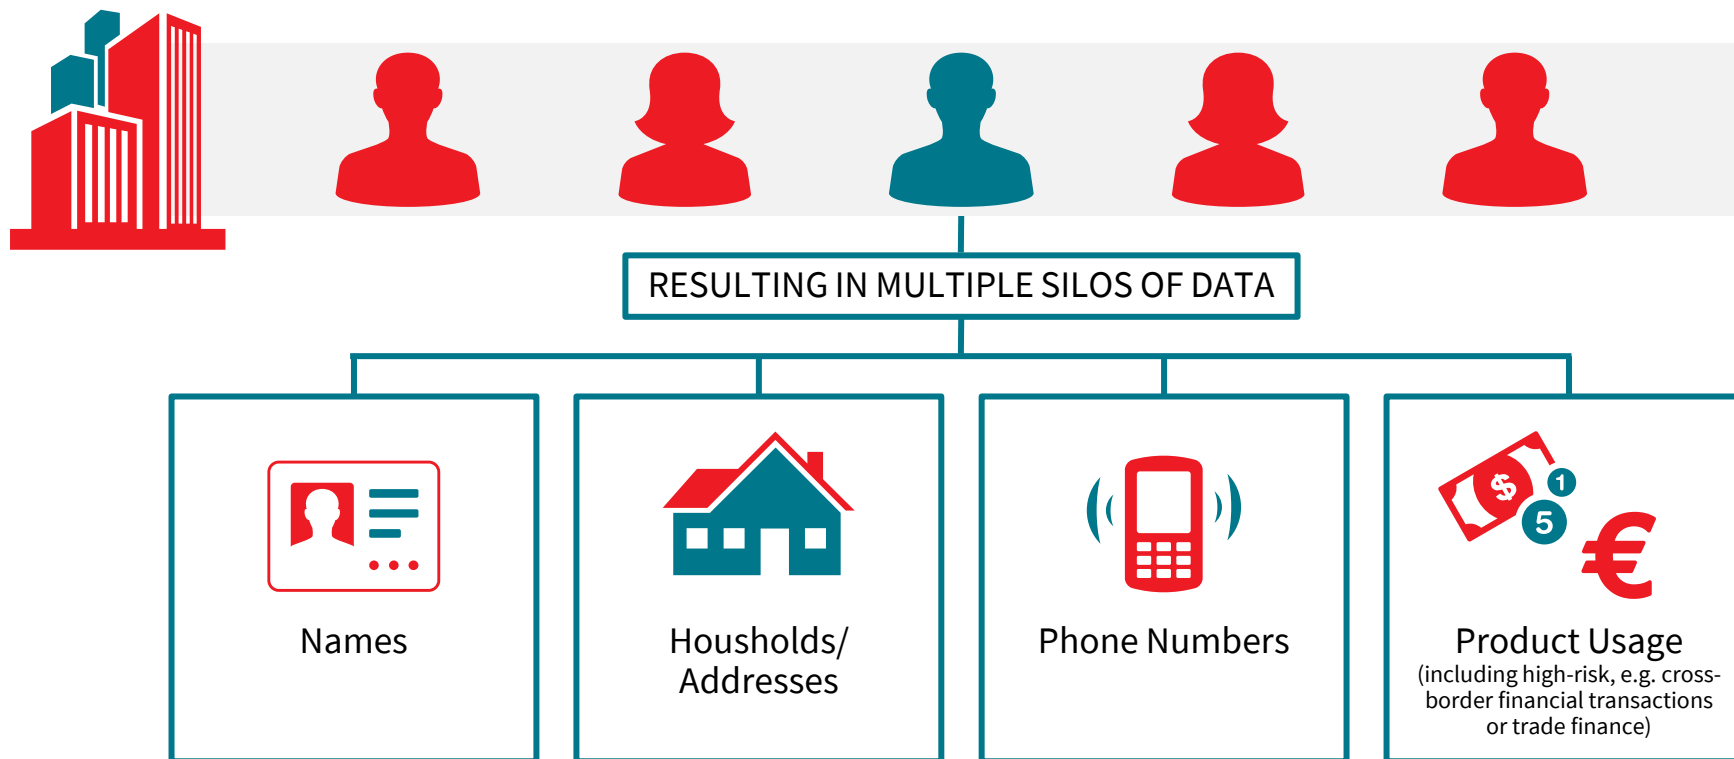 RESULTING IN MULTIPLE SILOS OF DATA
Names
Housholds/
Addresses
Phone Numbers
$
1
5
€
Product Usage
(including high-risk, e.g. cross-
border financial transactions
or trade finance)